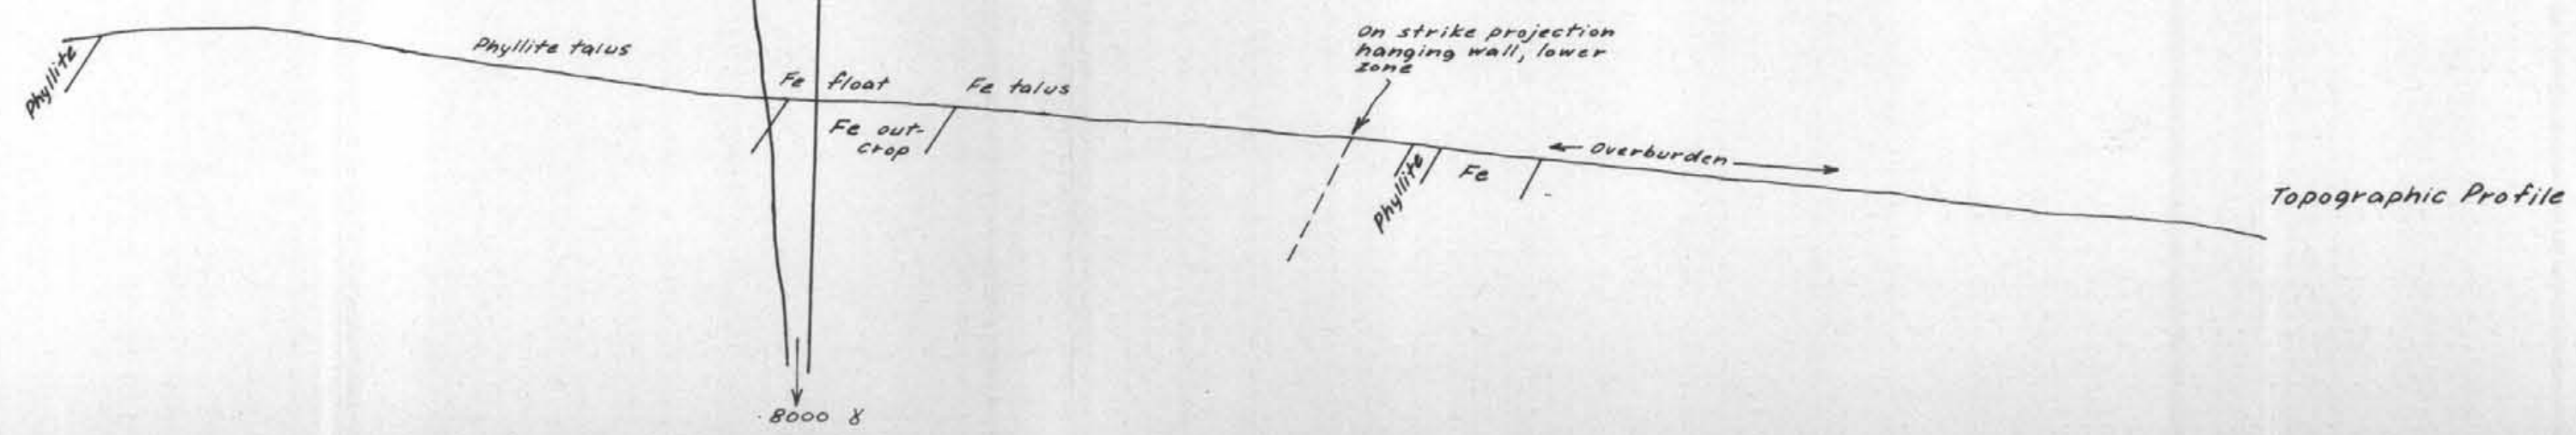 Phyllite
Phyllite talus
Fe float
Fe out-
crop
Fe talus
On strike projection
hanging wall, lower
zone
Phyllite
Fe
Overburden
Topographic Profile
8000 γ